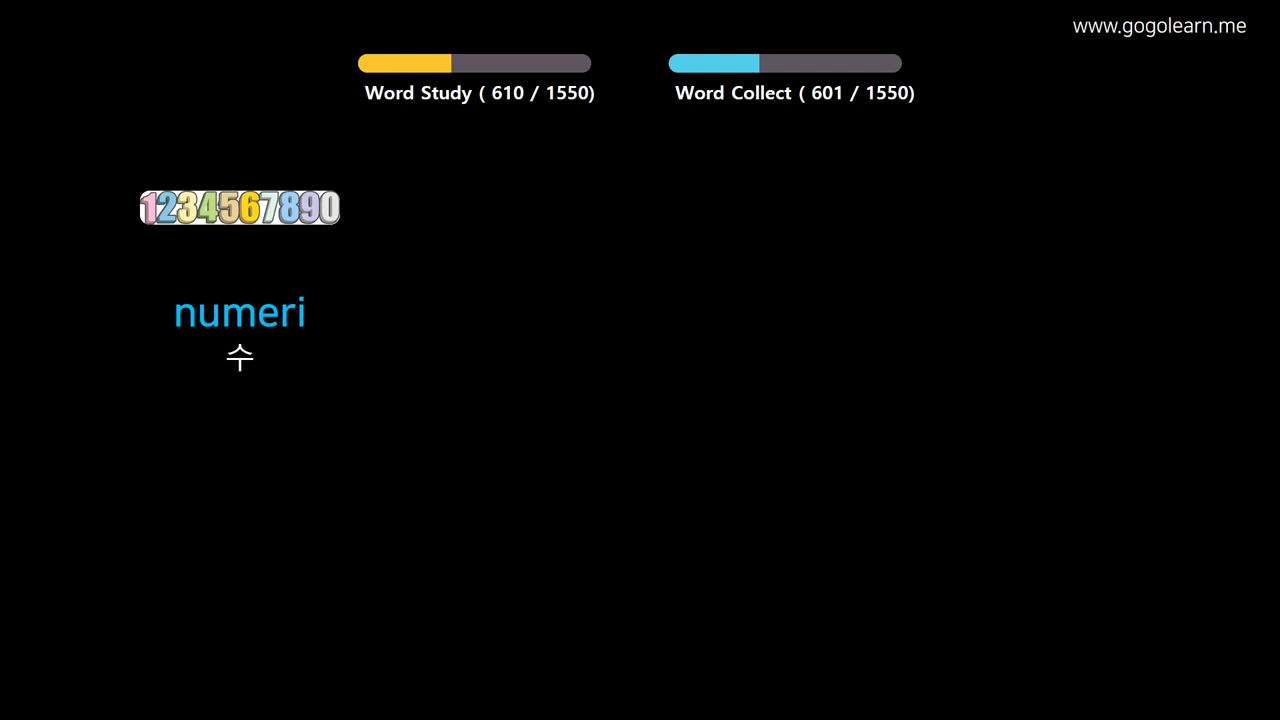 www.gogolearn.me
Word Study ( 610 / 1550)
Word Collect ( 601 / 1550)
1234567890
numeri
수